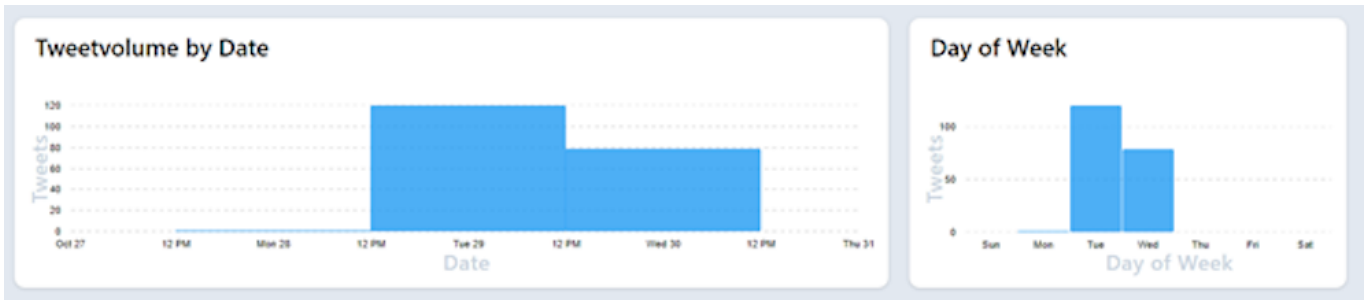 Tweetvolume by Date
120
100
80
60
40
20
0
Tweets
Oct 27 12 PM Mon 28 12 PM Tue 29 12 PM Wed 30 12 PM Thu 31
Date
Day of Week
100
50
0
Tweets
Sun Mon Tue Wed Thu Fri Sat
Day of Week